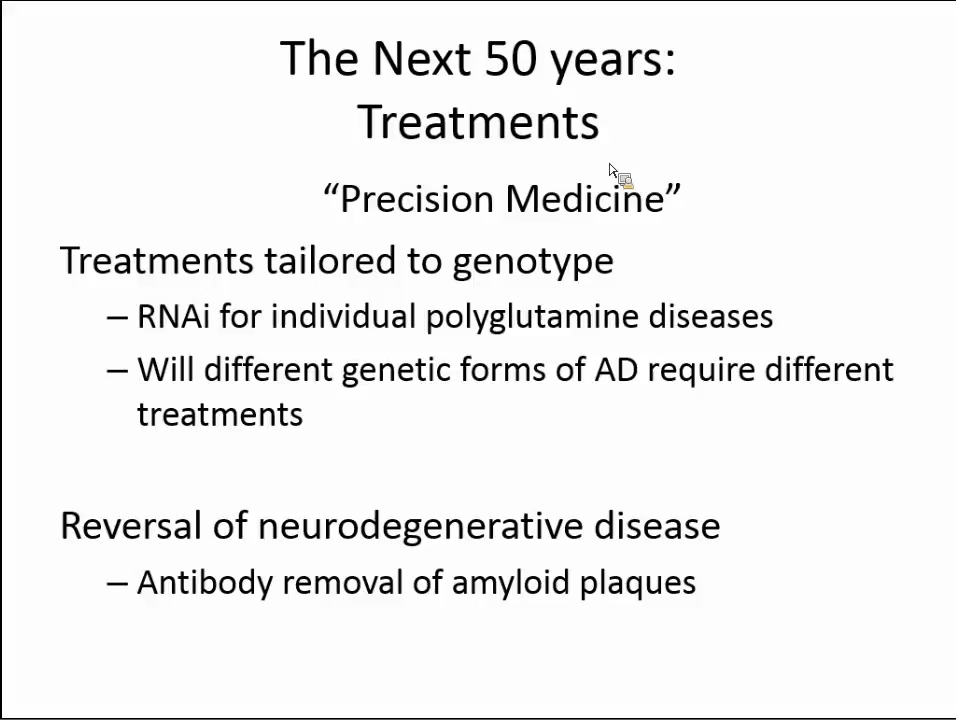 The Next 50 years:
Treatments
“Precision Medicine”
Treatments tailored to genotype
– RNAi for individual polyglutamine diseases
– Will different genetic forms of AD require different
treatments
Reversal of neurodegenerative disease
– Antibody removal of amyloid plaques